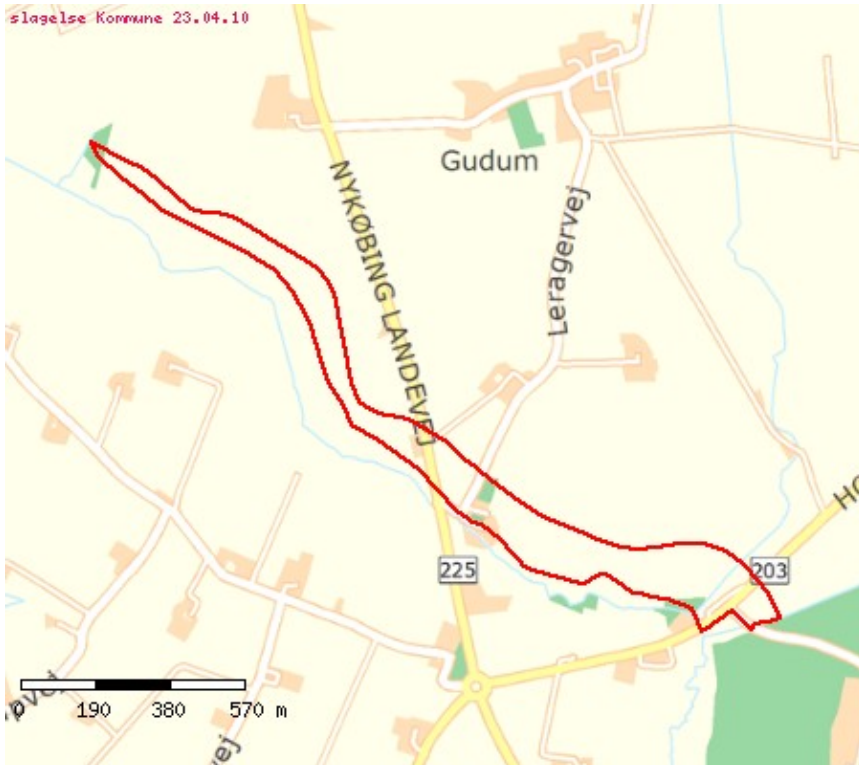 slagelse Kommune 23.04.10
Gudum
NYKØBING LANDEVEJ
Leragervej
225
203
0 190 380 570 m